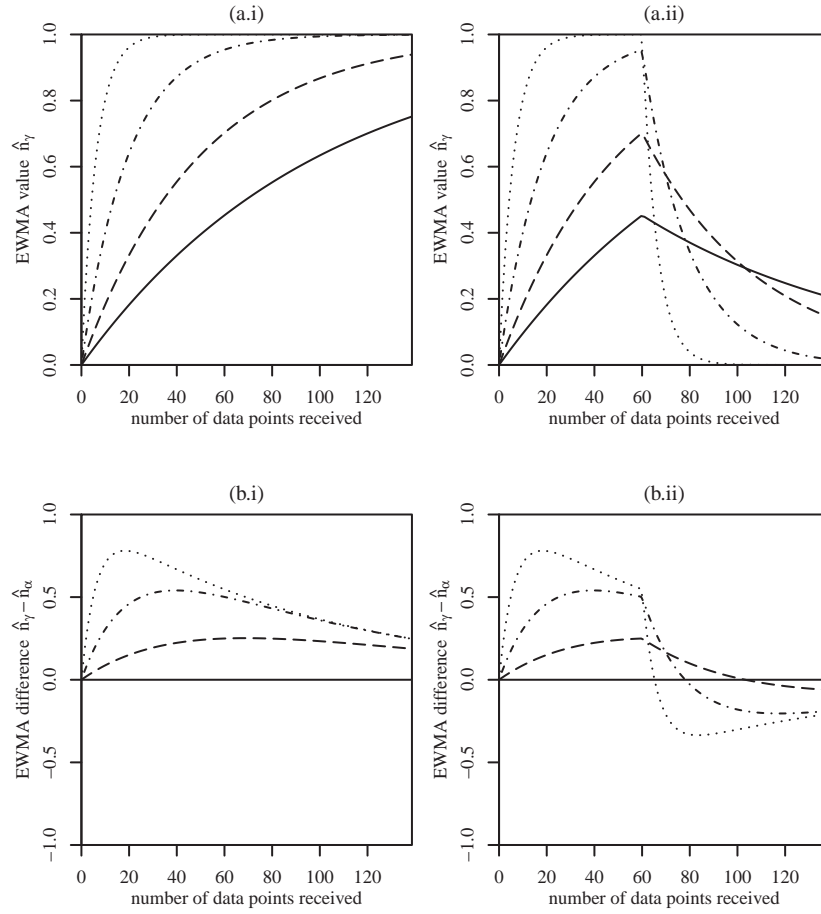 (a.i)
EWMA value n̂γ
1.0
0.8
0.6
0.4
0.2
0.0
0 20 40 60 80 100 120
number of data points received
(a.ii)
EWMA value n̂γ
1.0
0.8
0.6
0.4
0.2
0.0
0 20 40 60 80 100 120
number of data points received
(b.i)
EWMA difference n̂γ−n̂α
1.0
0.5
0.0
−0.5
−1.0
0 20 40 60 80 100 120
number of data points received
(b.ii)
EWMA difference n̂γ−n̂α
1.0
0.5
0.0
−0.5
−1.0
0 20 40 60 80 100 120
number of data points received